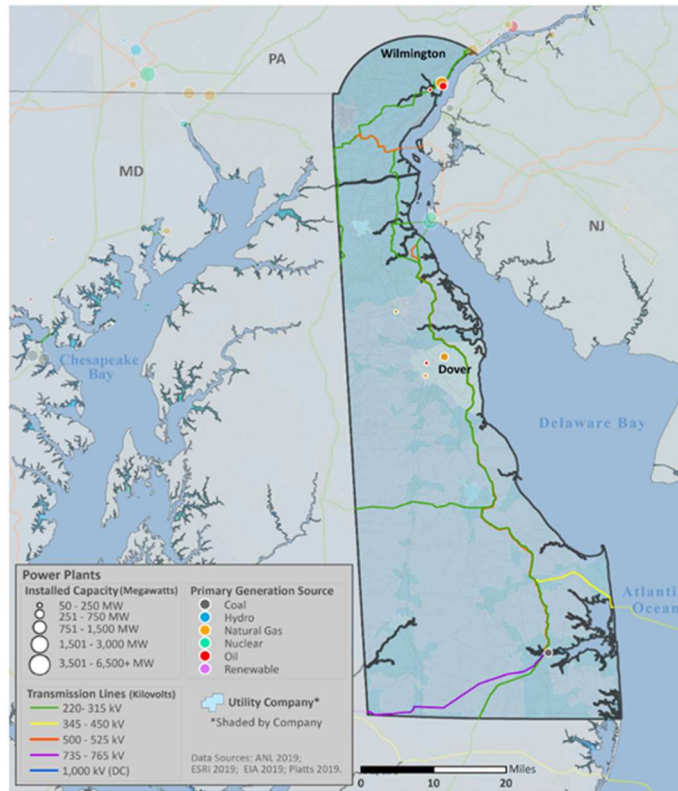 PA
Wilmington
MD
NJ
Chesapeake
Bay
Dover
Delaware Bay
Atlantic
Ocean
Power Plants
Installed Capacity (Megawatts)
50 - 250 MW
251 - 750 MW
751 - 1,500 MW
1,501 - 3,000 MW
3,501 - 6,500+ MW
Primary Generation Source
Coal
Hydro
Natural Gas
Nuclear
Oil
Renewable
Transmission Lines (Kilovolts)
220- 315 kV
345 - 450 kV
500 - 525 kV
735 - 765 kV
1,000 kV (DC)
Utility Company*
*Shaded by Company
Data Sources: ANL 2019;
ESRI 2019; EIA 2019; Platts 2019.
0 10 20 Miles